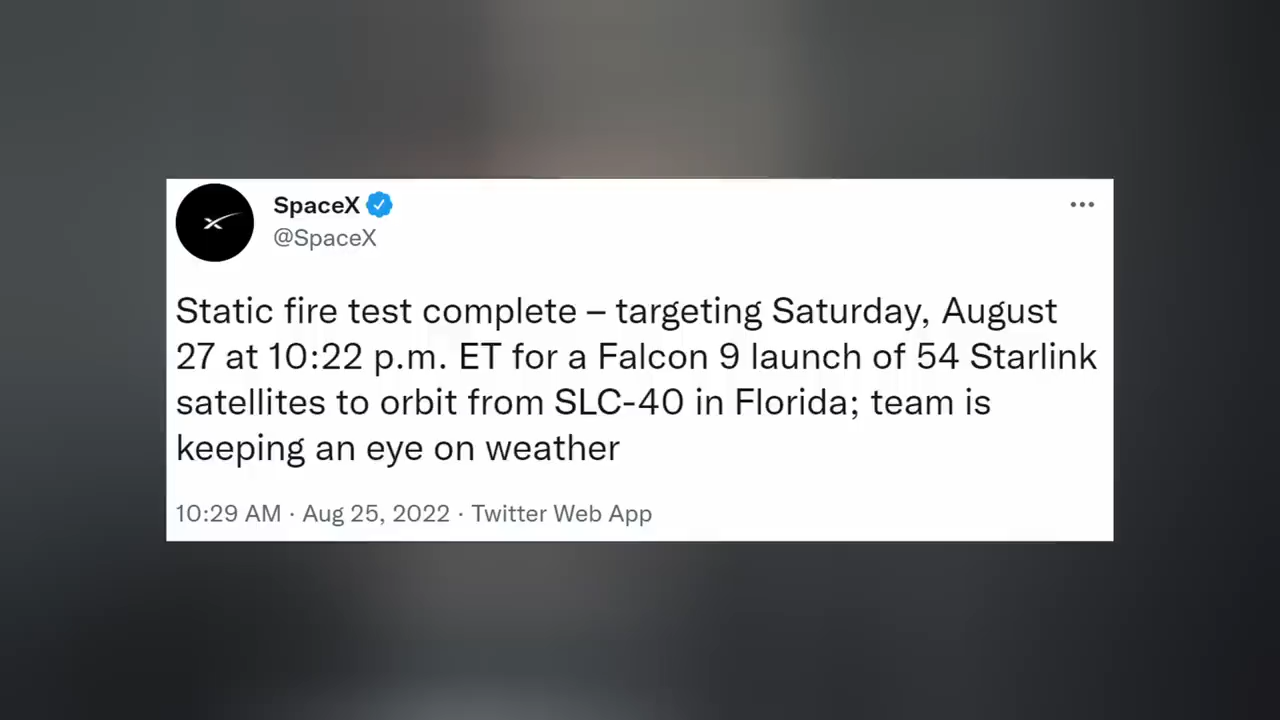 SpaceX
@SpaceX
Static fire test complete – targeting Saturday, August
27 at 10:22 p.m. ET for a Falcon 9 launch of 54 Starlink
satellites to orbit from SLC-40 in Florida; team is
keeping an eye on weather
10:29 AM · Aug 25, 2022 · Twitter Web App